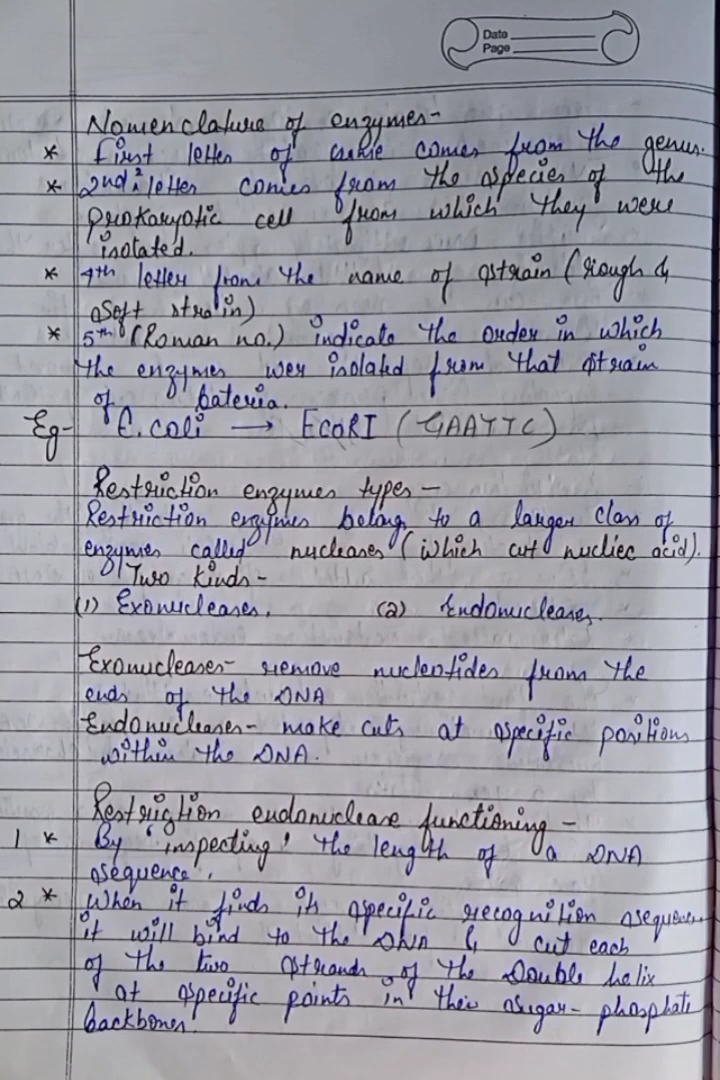 Date
Page
Nomenclature of enzymes-
* First letter of name comes from the genus.
* 2nd & letter comes from the species of the
prokaryotic cell from which they were
isolated.
* 4th letter from the name of strain (rough &
soft strain)
* 5th (Roman no.) indicate the order in which
the enzymes wer isolated from that strain
of bateria.
Eg- E.coli → EcoRI (GAATTC)
Restriction enzymes types -
Restriction enzymes belong to a larger class of
enzymes called nucleases (which cut nucliec acid).
Two kinds -
(1) Exonucleases. (2) Endonucleases.
Exonucleases- remove nucleotides from the
ends of the DNA
Endonucleases- make cuts at specific positions
within the DNA.
Restriction endonuclease functioning -
1 * By 'inspecting' the length of a DNA
sequence.
2 * When it finds its specific recognition sequence
it will bind to the DNA & cut each
of the two strands of the Double helix
at specific points in their sugar- phosphate
backbones.